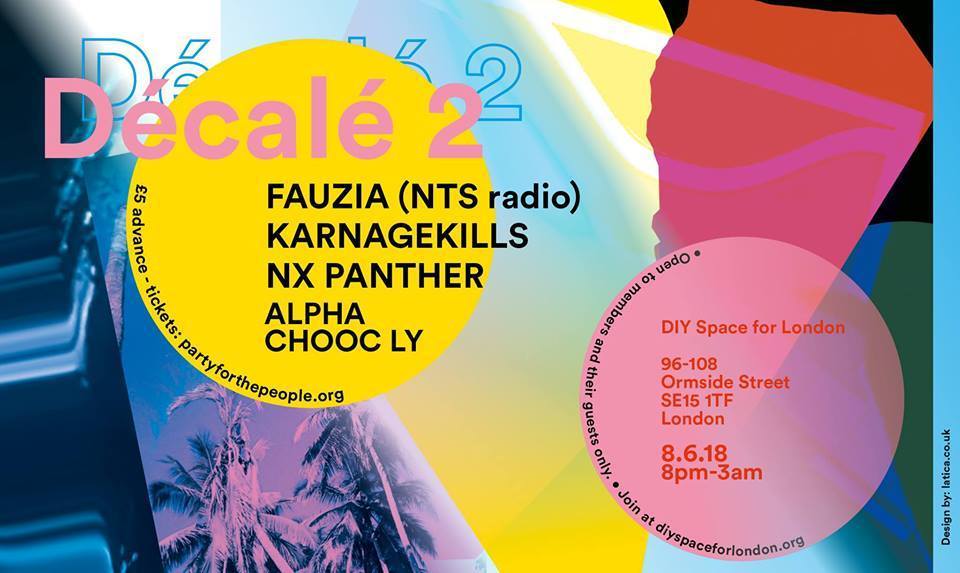 Décalé 2
Décalé 2
FAUZIA (NTS radio)
KARNAGEKILLS
NX PANTHER
ALPHA
CHOOC LY
£5 advance - tickets: partyforthepeople.org
• Open to members and their guests only. • Join at diyspaceforlondon.org
DIY Space for London
96-108
Ormside Street
SE15 1TF
London
8.6.18
8pm-3am
Design by: latica.co.uk